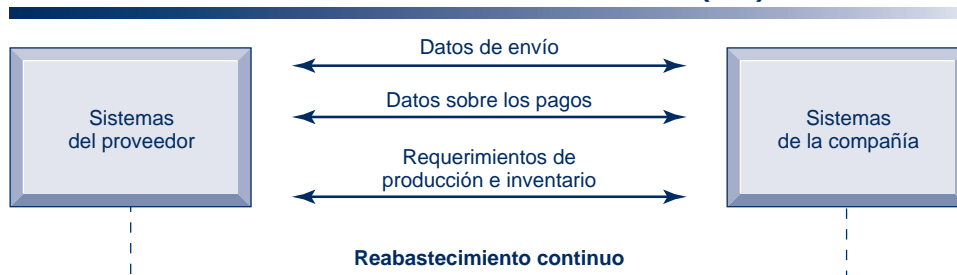 Datos de envío
Sistemas
del proveedor
Datos sobre los pagos
Requerimientos de
producción e inventario
Sistemas
de la compañía
Reabastecimiento continuo